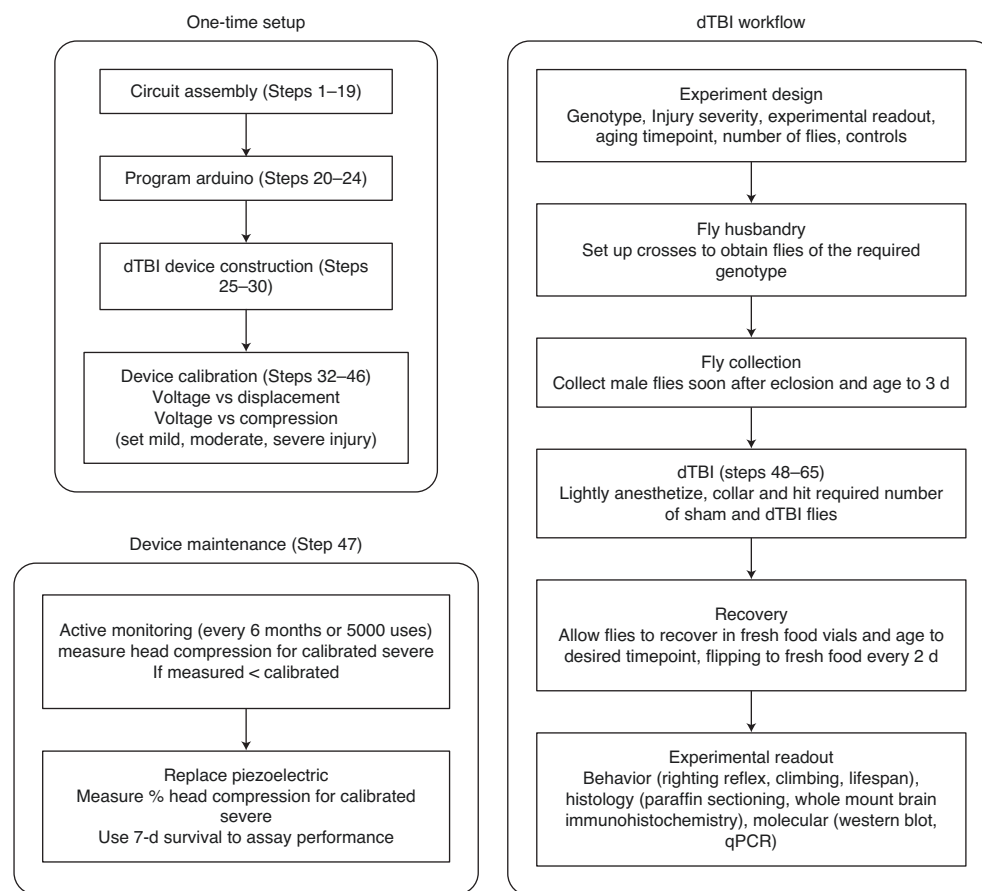 One-time setup
Circuit assembly (Steps 1–19)
Program arduino (Steps 20–24)
dTBI device construction (Steps
25–30)
Device calibration (Steps 32–46)
Voltage vs displacement
Voltage vs compression
(set mild, moderate, severe injury)
Device maintenance (Step 47)
Active monitoring (every 6 months or 5000 uses)
measure head compression for calibrated severe
If measured < calibrated
Replace piezoelectric
Measure % head compression for calibrated
severe
Use 7-d survival to assay performance
dTBI workflow
Experiment design
Genotype, Injury severity, experimental readout,
aging timepoint, number of flies, controls
Fly husbandry
Set up crosses to obtain flies of the required
genotype
Fly collection
Collect male flies soon after eclosion and age to 3 d
dTBI (steps 48–65)
Lightly anesthetize, collar and hit required number
of sham and dTBI flies
Recovery
Allow flies to recover in fresh food vials and age to
desired timepoint, flipping to fresh food every 2 d
Experimental readout
Behavior (righting reflex, climbing, lifespan),
histology (paraffin sectioning, whole mount brain
immunohistochemistry), molecular (western blot,
qPCR)